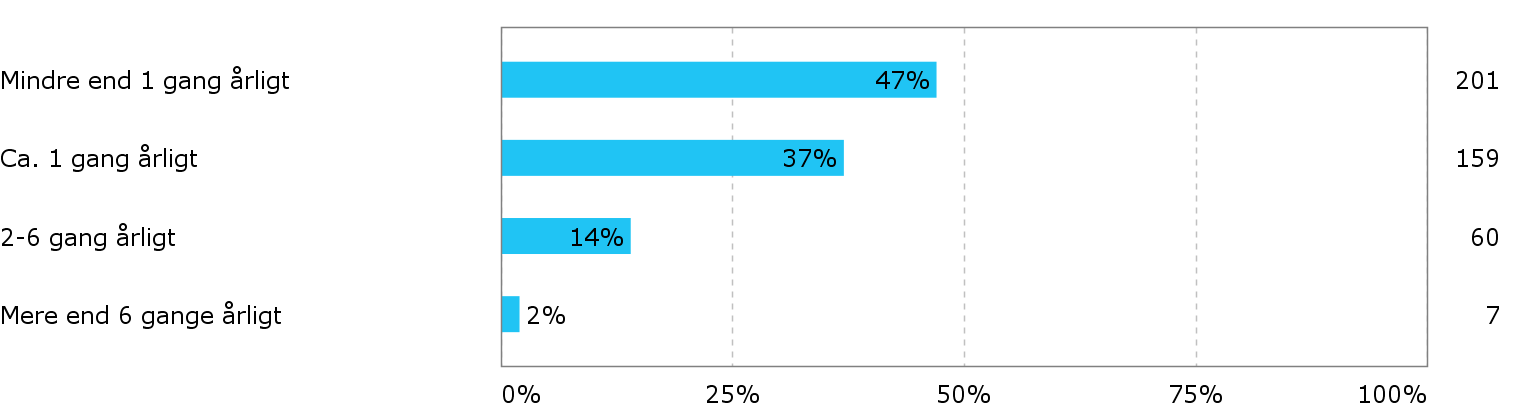 Mindre end 1 gang årligt 47% 201
Ca. 1 gang årligt 37% 159
2-6 gang årligt 14% 60
Mere end 6 gange årligt 2% 7
0% 25% 50% 75% 100%